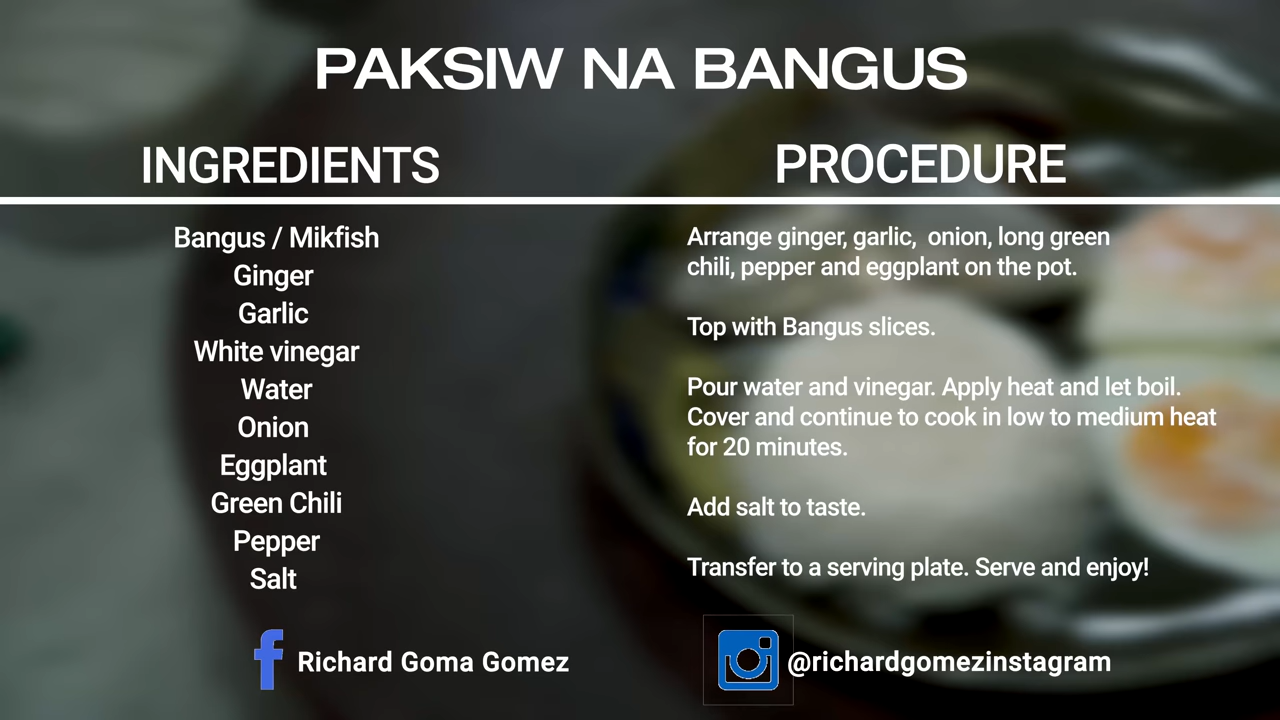 PAKSIW NA BANGUS
INGREDIENTS
Bangus / Mikfish
Ginger
Garlic
White vinegar
Water
Onion
Eggplant
Green Chili
Pepper
Salt
PROCEDURE
Arrange ginger, garlic,  onion, long green
chili, pepper and eggplant on the pot.
Top with Bangus slices.
Pour water and vinegar. Apply heat and let boil.
Cover and continue to cook in low to medium heat
for 20 minutes.
Add salt to taste.
Transfer to a serving plate. Serve and enjoy!
Richard Goma Gomez
@richardgomezinstagram